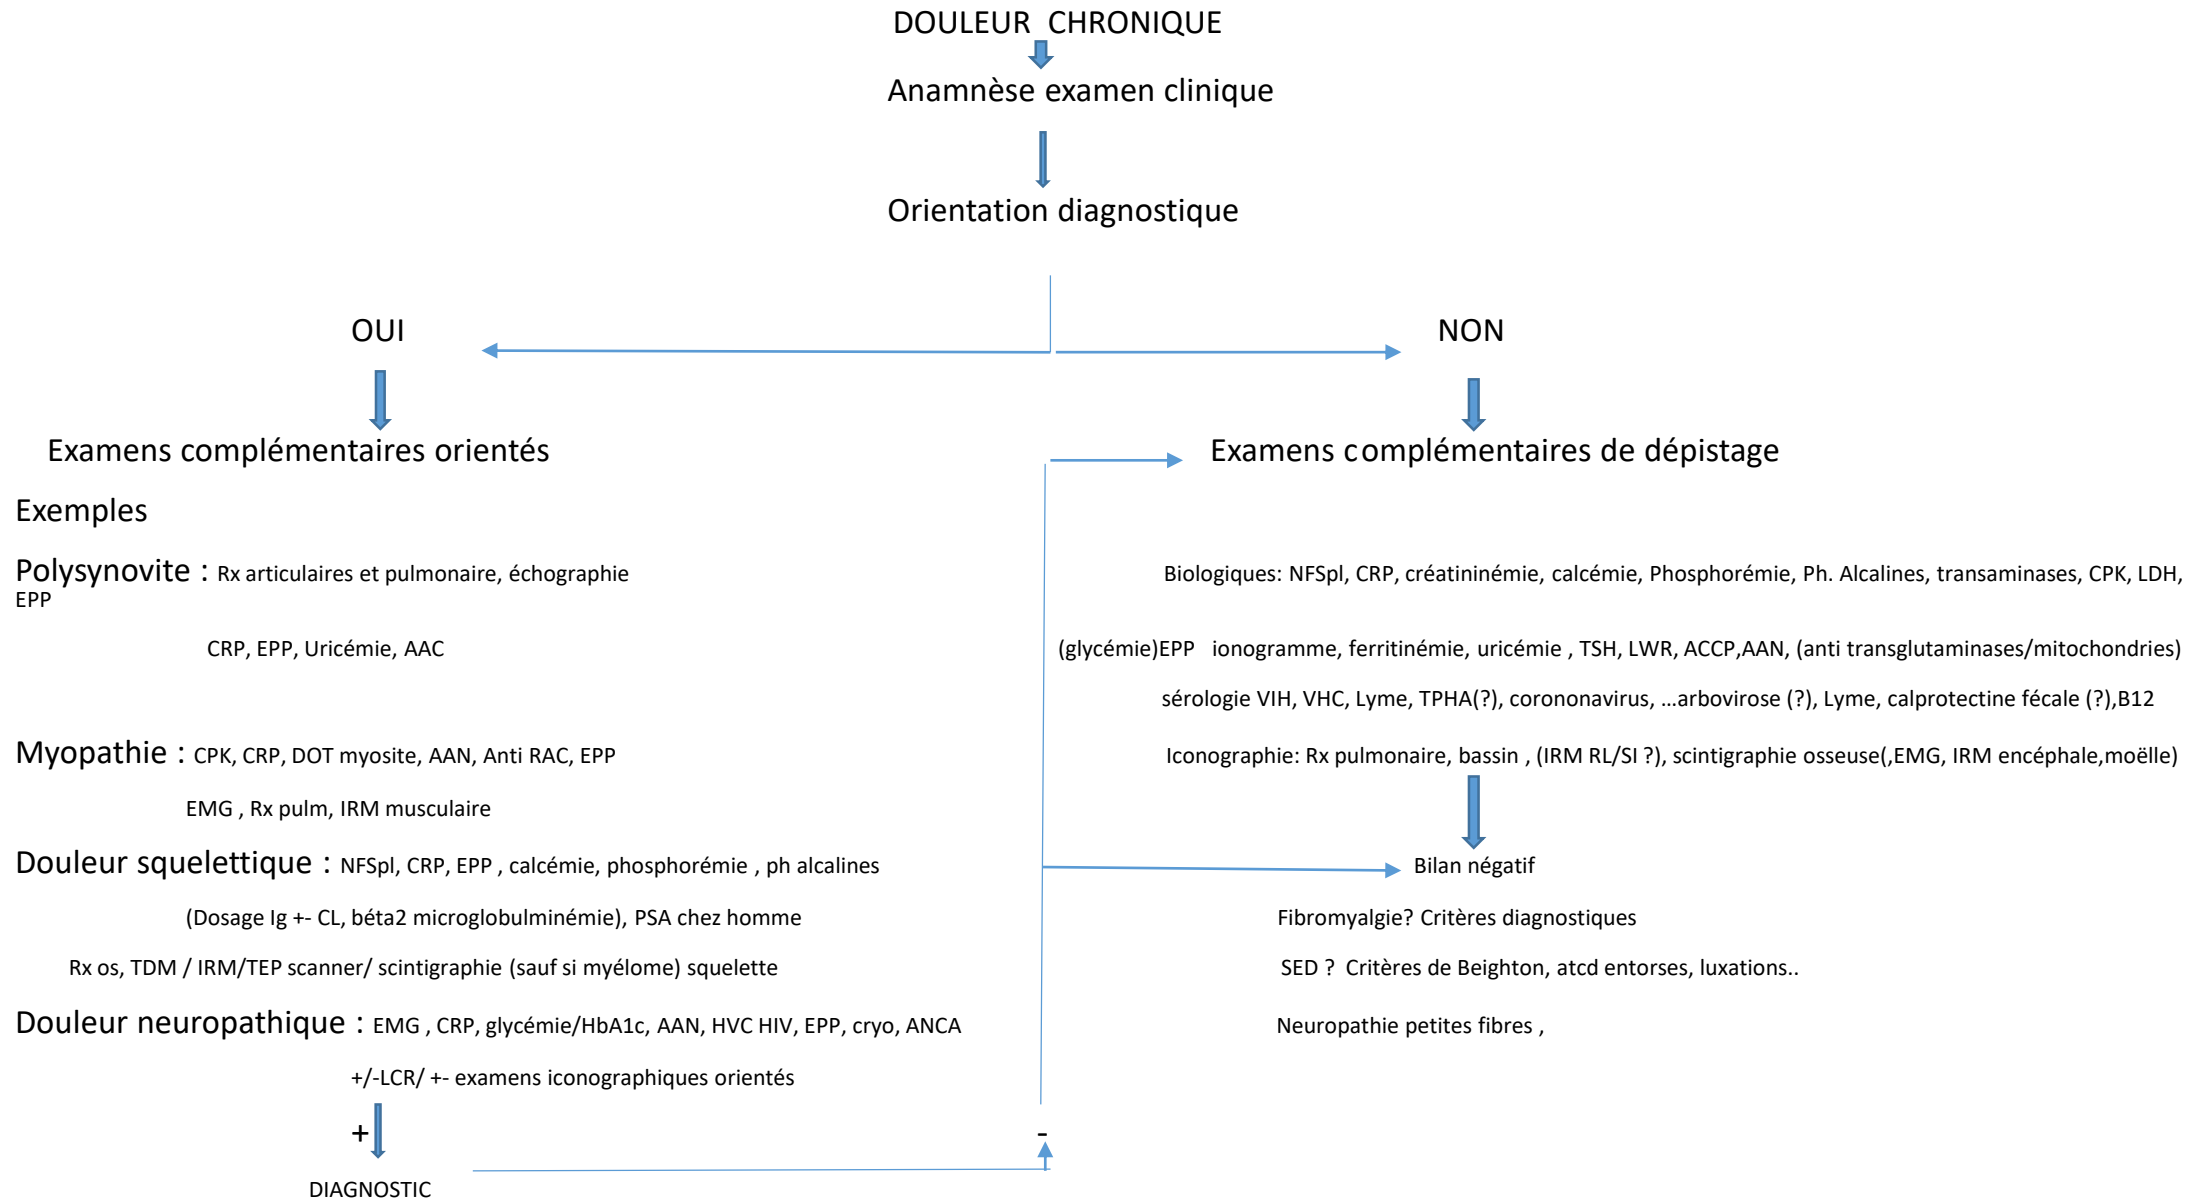 DOULEUR CHRONIQUE
Anamnèse examen clinique
Orientation diagnostique
OUI
NON
Examens complémentaires orientés
Examens complémentaires de dépistage
Exemples
Polysynovite : Rx articulaires et pulmonaire, échographie
EPP
Biologiques: NFSpl, CRP, créatininémie, calcémie, Phosphorémie, Ph. Alcalines, transaminases, CPK, LDH,
CRP, EPP, Uricémie, AAC
(glycémie)EPP ionogramme, ferritinémie, uricémie , TSH, LWR, ACCP,AAN, (anti transglutaminases/mitochondries)
sérologie VIH, VHC, Lyme, TPHA(?), corononavirus, ...arbovirose (?), Lyme, calprotectine fécale (?),B12
Myopathie : CPK, CRP, DOT myosite, AAN, Anti RAC, EPP
Iconographie: Rx pulmonaire, bassin , (IRM RL/SI ?), scintigraphie osseuse(,EMG, IRM encéphale,moëlle)
EMG , Rx pulm, IRM musculaire
Douleur squelettique : NFSpl, CRP, EPP , calcémie, phosphorémie , ph alcalines
Bilan négatif
(Dosage Ig +- CL, béta2 microglobulminémie), PSA chez homme
Fibromyalgie? Critères diagnostiques
Rx os, TDM / IRM/TEP scanner/ scintigraphie (sauf si myélome) squelette
SED ? Critères de Beighton, atcd entorses, luxations..
Douleur neuropathique : EMG , CRP, glycémie/HbA1c, AAN, HVC HIV, EPP, cryo, ANCA
Neuropathie petites fibres ,
+/-LCR/ +- examens iconographiques orientés
+
-
DIAGNOSTIC